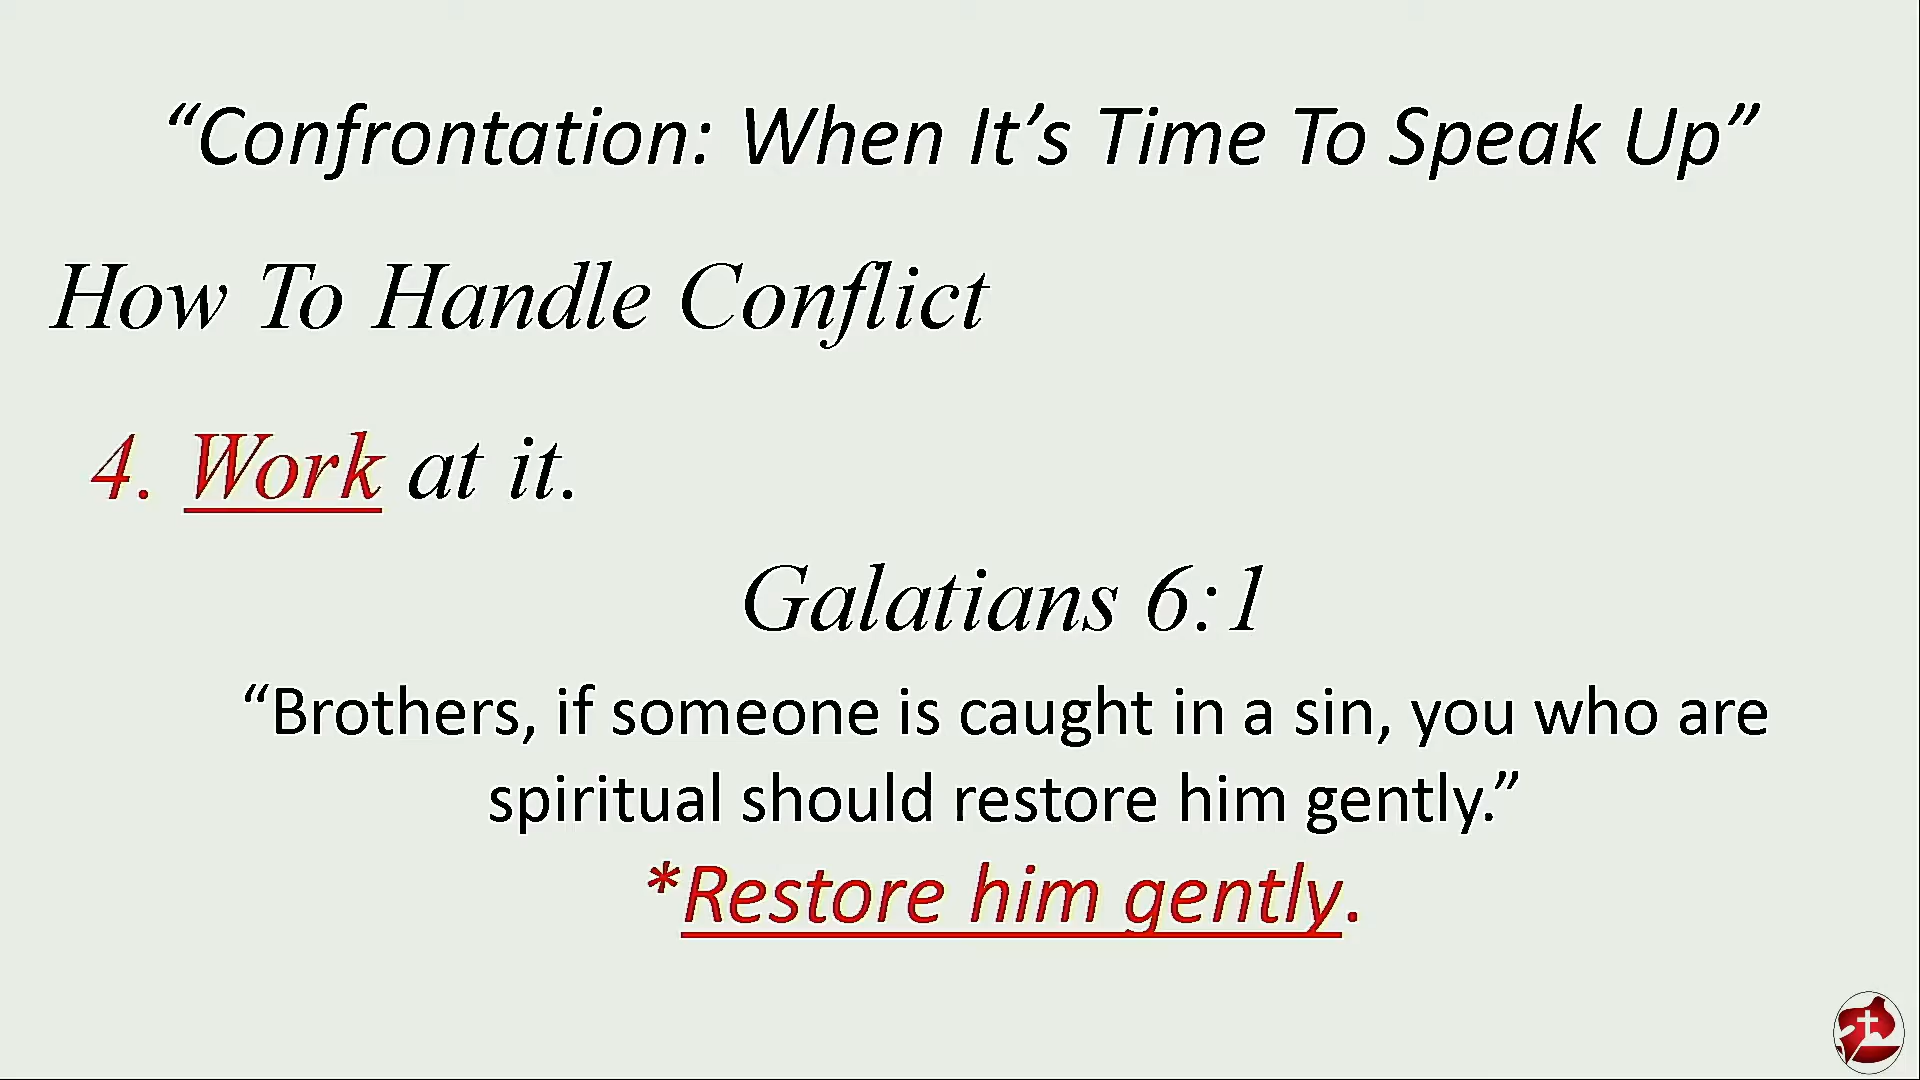 “Confrontation: When It’s Time To Speak Up”
How To Handle Conflict
4. Work at it.
Galatians 6:1
“Brothers, if someone is caught in a sin, you who are
spiritual should restore him gently.”
*Restore him gently.